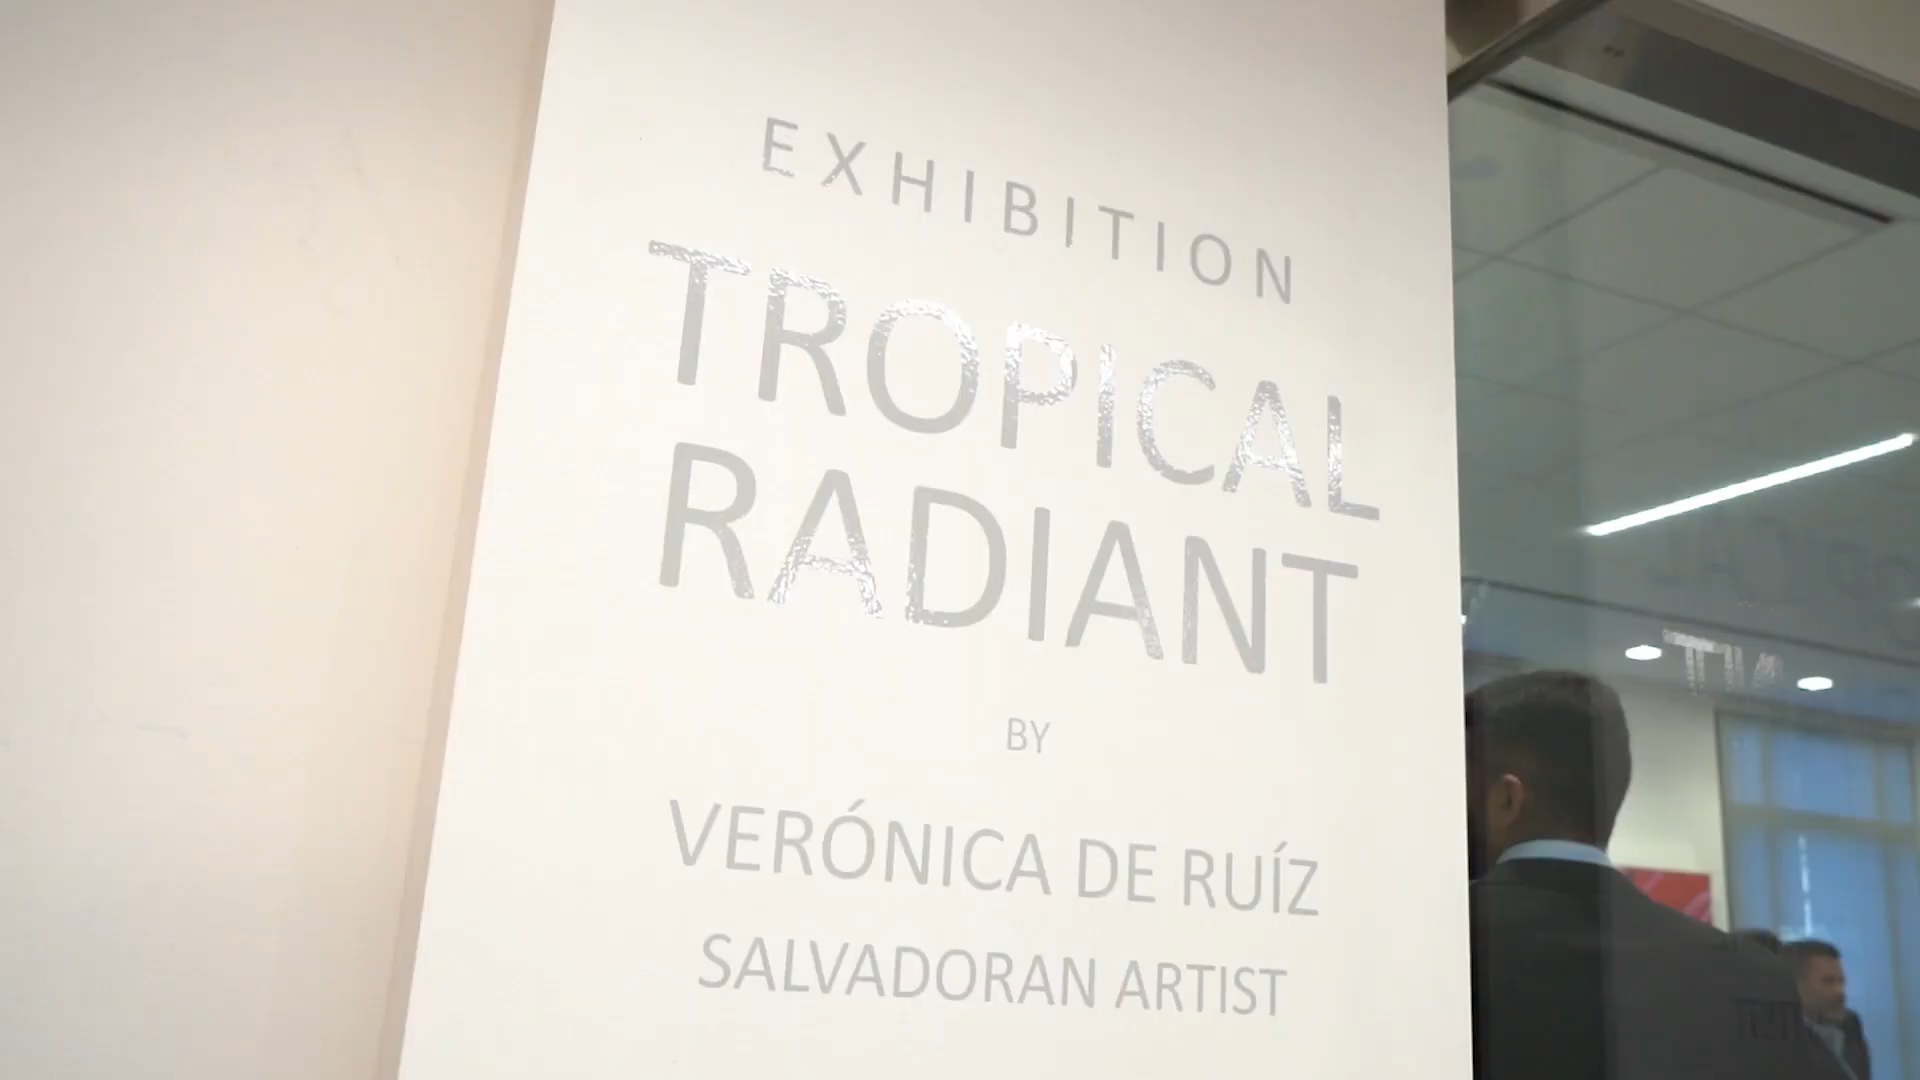 EXHIBITION
TROPICAL
RADIANT
BY
VERÓNICA DE RUÍZ
SALVADORAN ARTIST